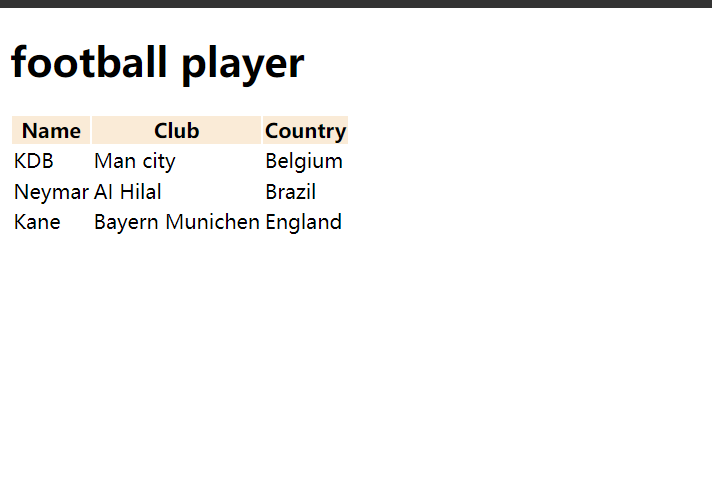 football player
Name Club Country
KDB Man city Belgium
Neymar Al Hilal Brazil
Kane Bayern Munichen England